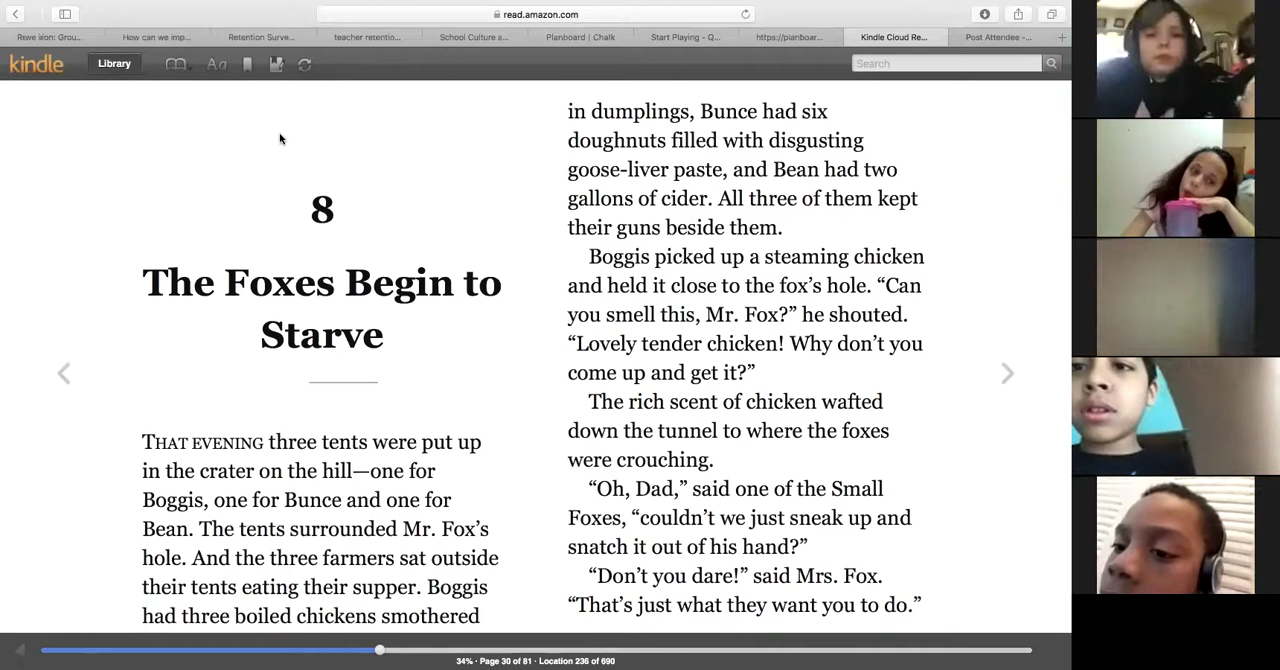 read.amazon.com
Rewe ision: Grou...
How can we imp...
Retention Surve...
teacher retentio...
School Culture a...
Planboard | Chalk
Start Playing - Q...
https://planboar...
Kindle Cloud Re...
Post Attendee -...
kindle
Library
Aa
Search
8
The Foxes Begin to
Starve
THAT EVENING three tents were put up
in the crater on the hill—one for
Boggis, one for Bunce and one for
Bean. The tents surrounded Mr. Fox’s
hole. And the three farmers sat outside
their tents eating their supper. Boggis
had three boiled chickens smothered
in dumplings, Bunce had six
doughnuts filled with disgusting
goose-liver paste, and Bean had two
gallons of cider. All three of them kept
their guns beside them.
Boggis picked up a steaming chicken
and held it close to the fox’s hole. “Can
you smell this, Mr. Fox?” he shouted.
“Lovely tender chicken! Why don’t you
come up and get it?”
The rich scent of chicken wafted
down the tunnel to where the foxes
were crouching.
“Oh, Dad,” said one of the Small
Foxes, “couldn’t we just sneak up and
snatch it out of his hand?”
“Don’t you dare!” said Mrs. Fox.
“That’s just what they want you to do.”
34% · Page 30 of 81 · Location 236 of 690